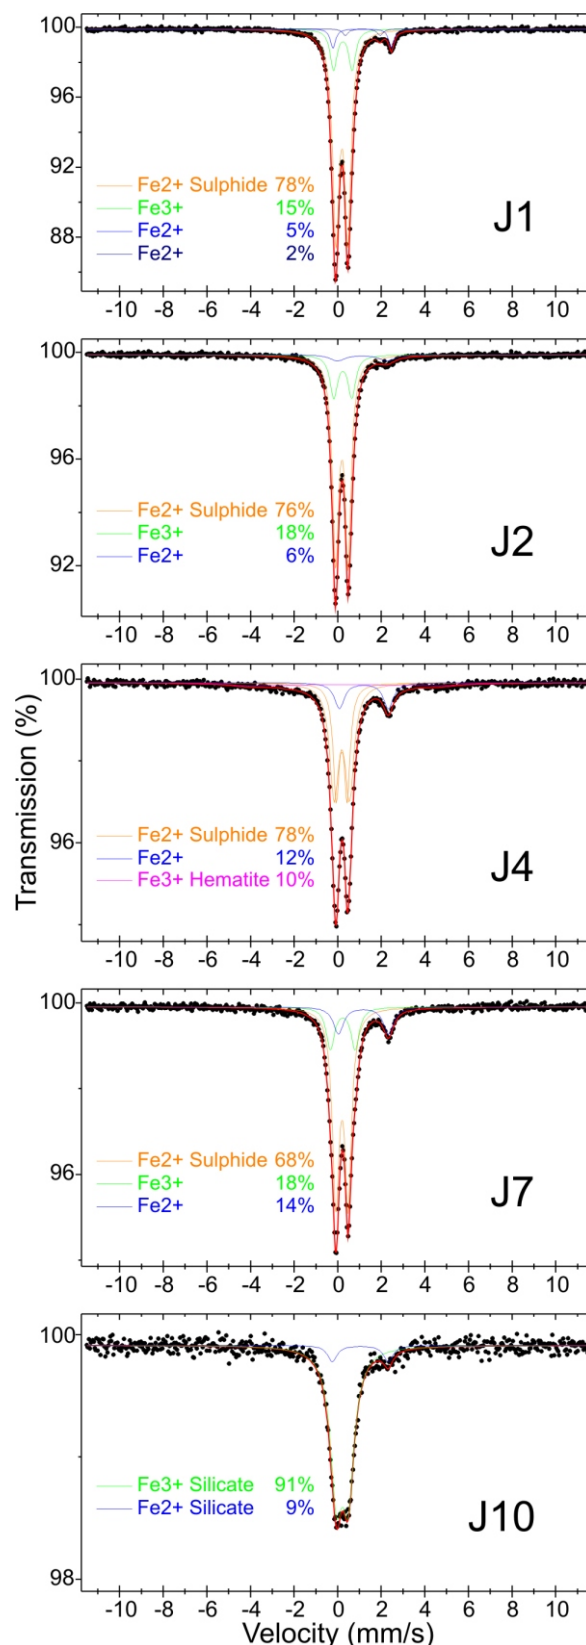 Transmission (%)
100
96
92
88
Fe2+ Sulphide 78%
Fe3+ 15%
Fe2+ 5%
Fe2+ 2%
J1
-10 -8 -6 -4 -2 0 2 4 6 8 10
100
96
92
Fe2+ Sulphide 76%
Fe3+ 18%
Fe2+ 6%
J2
-10 -8 -6 -4 -2 0 2 4 6 8 10
100
96
Fe2+ Sulphide 78%
Fe2+ 12%
Fe3+ Hematite 10%
J4
-10 -8 -6 -4 -2 0 2 4 6 8 10
100
96
Fe2+ Sulphide 68%
Fe3+ 18%
Fe2+ 14%
J7
-10 -8 -6 -4 -2 0 2 4 6 8 10
100
98
Fe3+ Silicate 91%
Fe2+ Silicate 9%
J10
-10 -8 -6 -4 -2 0 2 4 6 8 10
Velocity (mm/s)